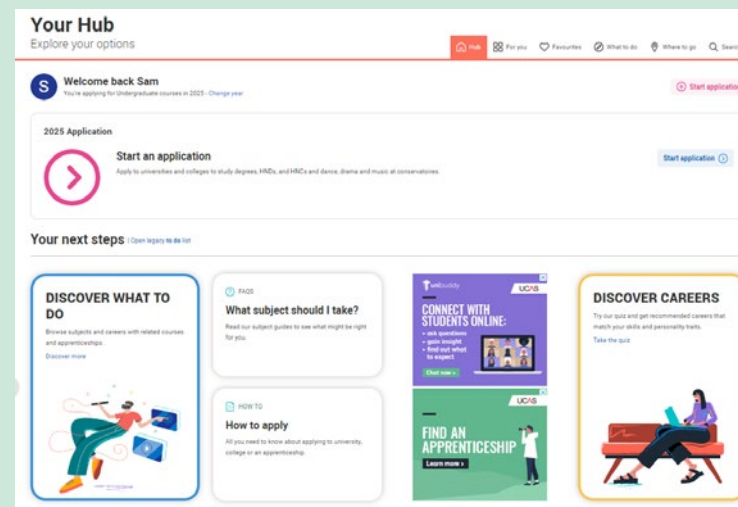 Your Hub
Explore your options
Hub
For you
Favourites
What to do
Where to go
Search
S
Welcome back Sam
You're applying for Undergraduate courses in 2025 - Change year
Start application
2025 Application
Start an application
Apply to universities and colleges to study degrees, HNDs, and HNCs and dance, drama and music at conservatoires.
Start application
Your next steps | Open legacy to do list
DISCOVER WHAT TO
DO
Browse subjects and careers with related courses
and apprenticeships.
Discover more
FAQS
What subject should I take?
Read our subject guides to see what might be right
for you.
HOW TO
How to apply
All you need to know about applying to university,
college or an apprenticeship.
unibuddy
UCAS
CONNECT WITH
STUDENTS ONLINE:
• ask questions
• gain insight
• find out what
to expect
Chat now >
UCAS
FIND AN
APPRENTICESHIP
Learn more >
DISCOVER CAREERS
Try our quiz and get recommended careers that
match your skills and personality traits.
Take the quiz